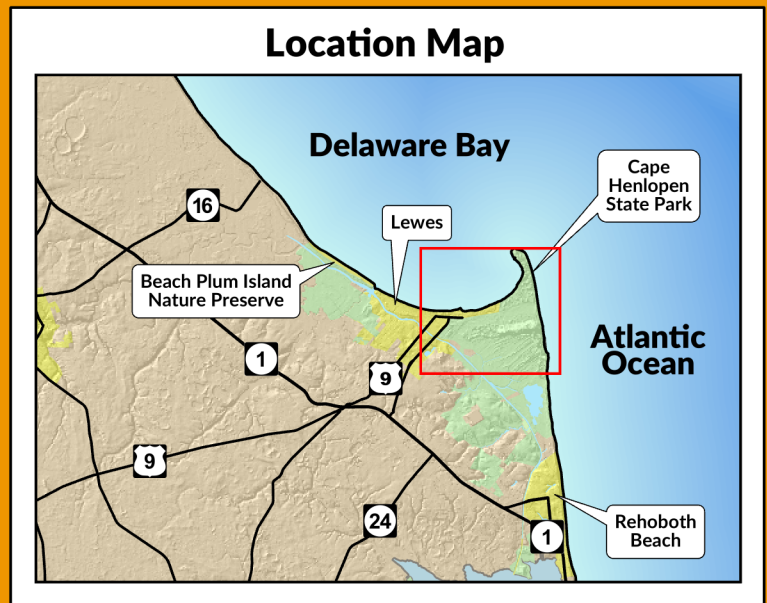 Location Map
Delaware Bay
Cape
Henlopen
State Park
16
Lewes
Beach Plum Island
Nature Preserve
Atlantic
Ocean
1
9
9
24
Rehoboth
Beach
1